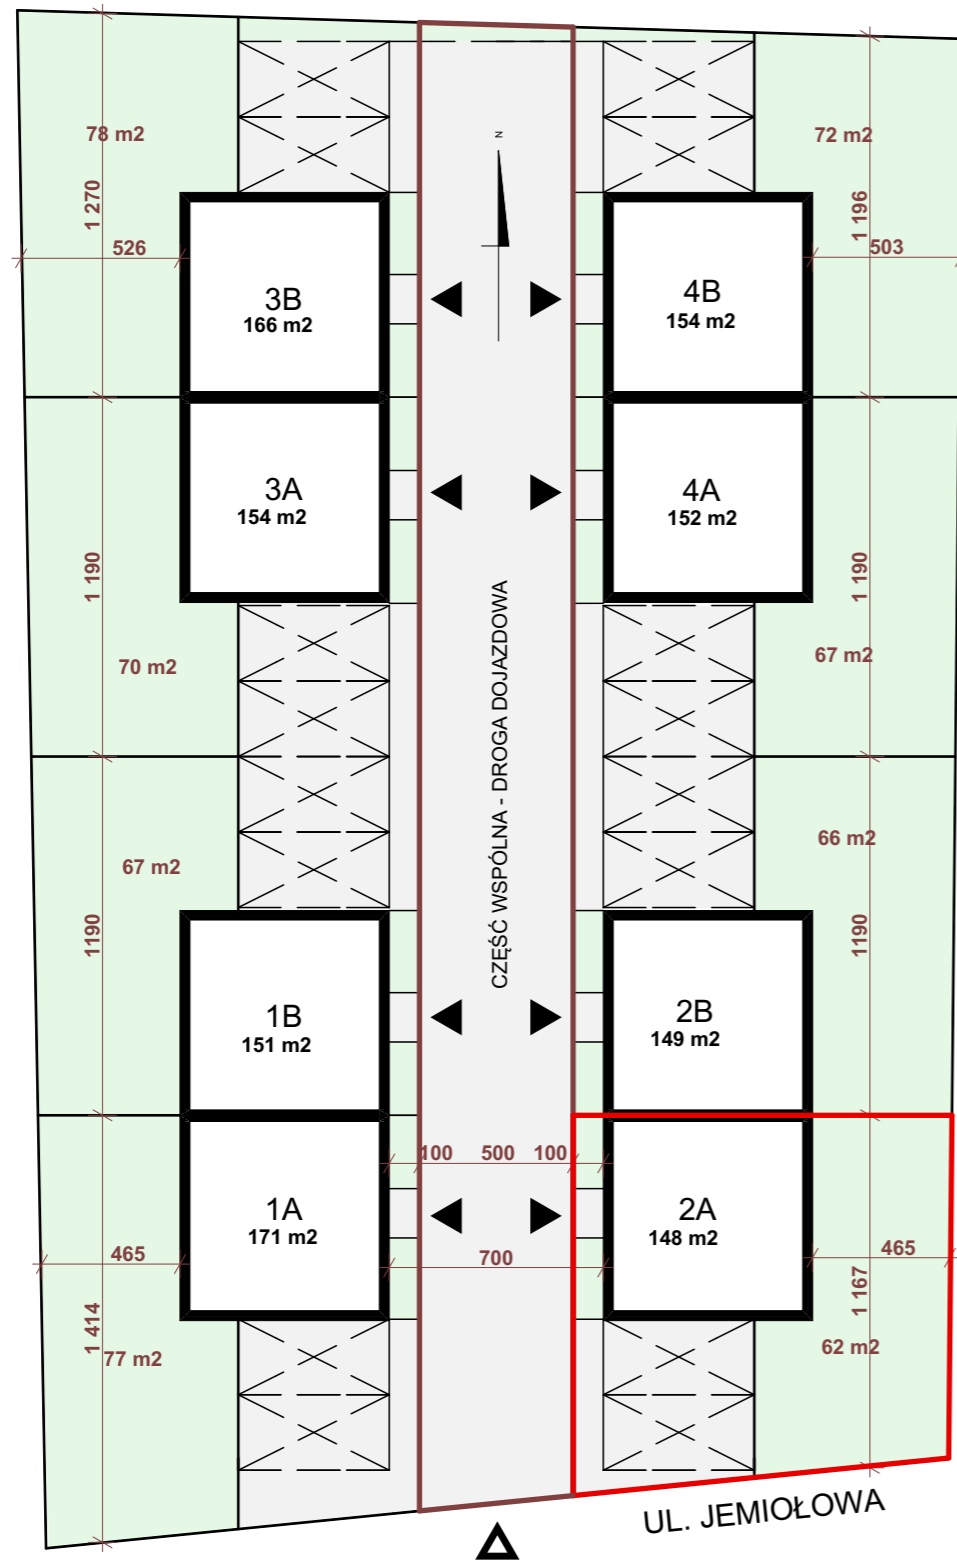 78 m2
72 m2
N
1 270
1 196
526
503
3B
166 m2
4B
154 m2
3A
154 m2
4A
152 m2
1 190
1 190
70 m2
67 m2
CZĘŚĆ WSPÓLNA - DROGA DOJAZDOWA
67 m2
66 m2
1190
1190
1B
151 m2
2B
149 m2
100 500 100
1A
171 m2
2A
148 m2
465
700
465
1 414
1 167
77 m2
62 m2
UL. JEMIOŁOWA